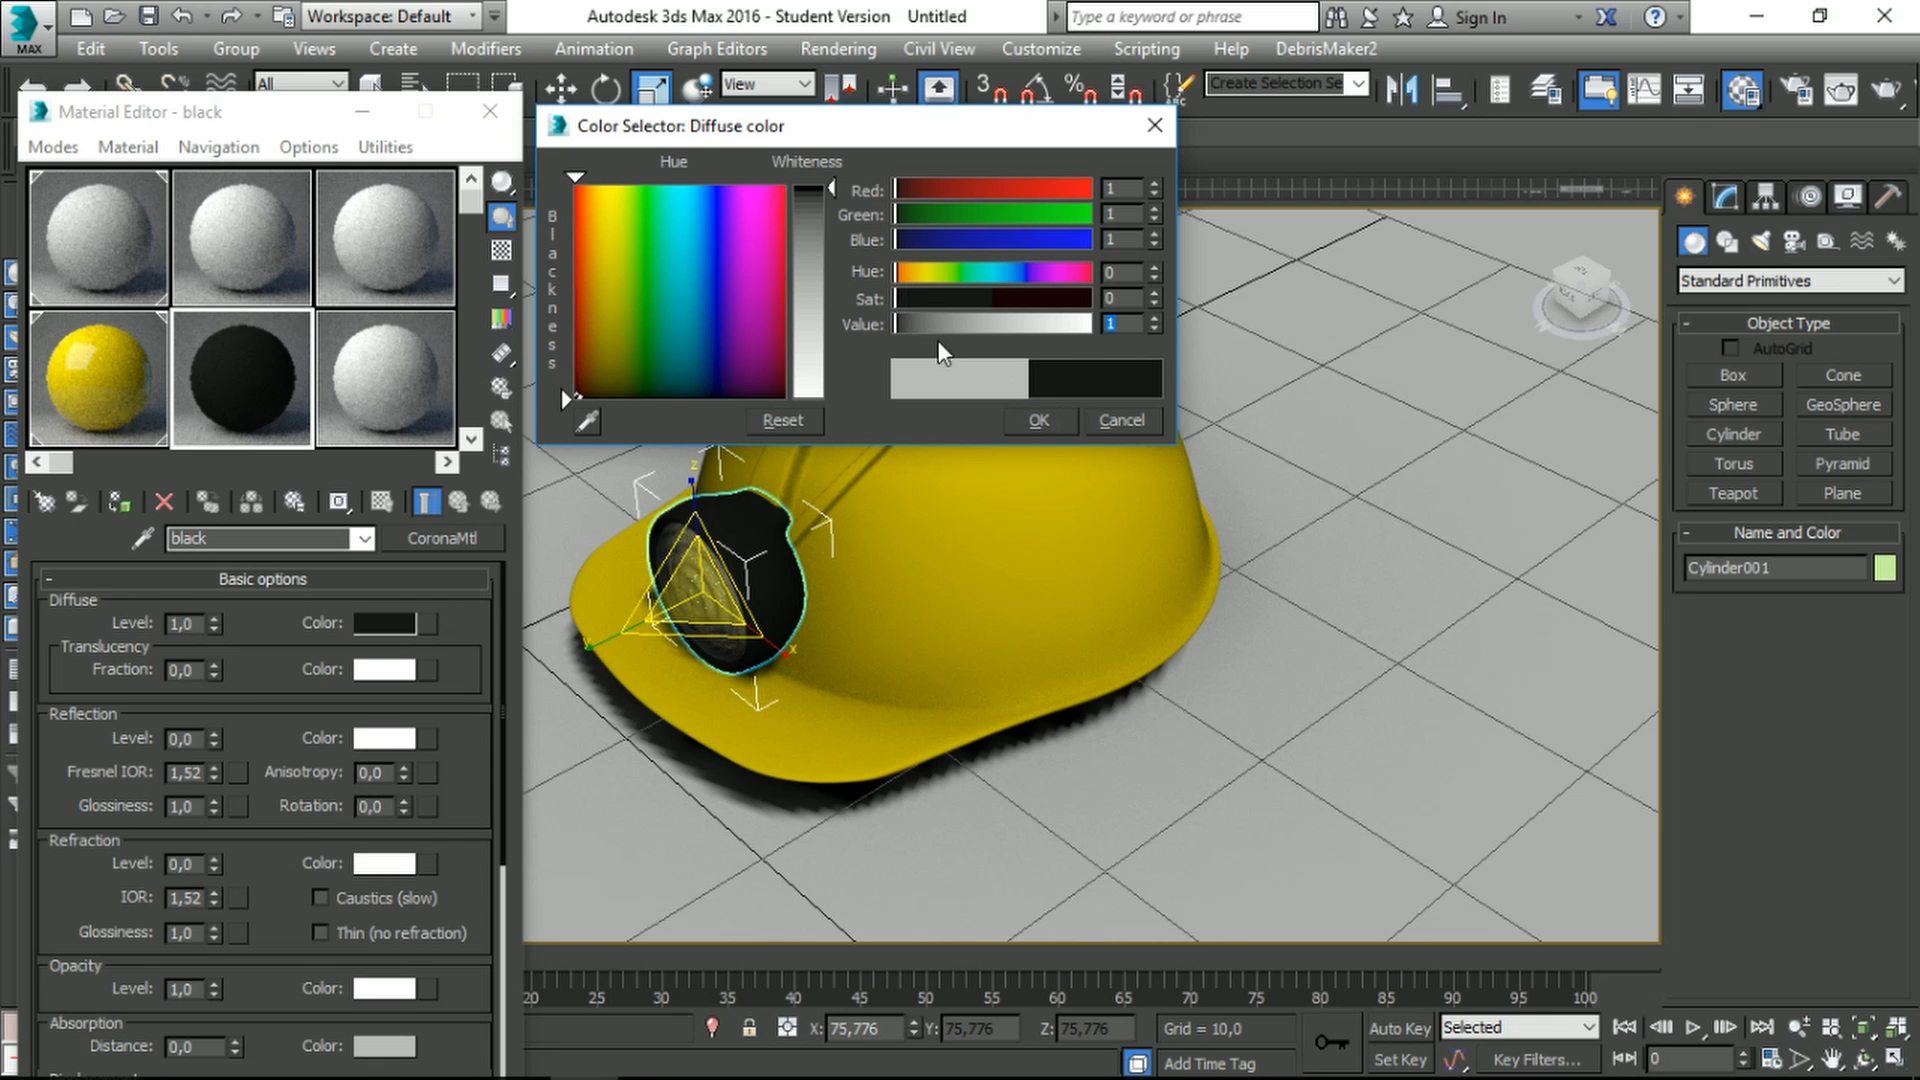 Workspace: Default
Autodesk 3ds Max 2016 - Student Version Untitled
Type a keyword or phrase
Sign In
MAX
Edit Tools Group Views Create Modifiers Animation Graph Editors Rendering Civil View Customize Scripting Help DebrisMaker2
All
View
3
%
ABC
Create Selection Se
Material Editor - black
Modes Material Navigation Options Utilities
black
CoronaMtl
- Basic options
Diffuse
Level: 1,0 Color:
Translucency
Fraction: 0,0 Color:
Reflection
Level: 0,0 Color:
Fresnel IOR: 1,52 Anisotropy: 0,0
Glossiness: 1,0 Rotation: 0,0
Refraction
Level: 0,0 Color:
IOR: 1,52 Caustics (slow)
Glossiness: 1,0 Thin (no refraction)
Opacity
Level: 1,0 Color:
Absorption
Distance: 0,0 Color:
Color Selector: Diffuse color
Hue Whiteness
Blackness
Red: 1
Green: 1
Blue: 1
Hue: 0
Sat: 0
Value: 1
Reset OK Cancel
z
y
x
Standard Primitives
- Object Type
AutoGrid
Box Cone
Sphere GeoSphere
Cylinder Tube
Torus Pyramid
Teapot Plane
- Name and Color
Cylinder001
20 25 30 35 40 45 50 55 60 65 70 75 80 85 90 95 100
X: 75,776 Y: 75,776 Z: 75,776 Grid = 10,0
Auto Key Selected
Add Time Tag
Set Key Key Filters... 0